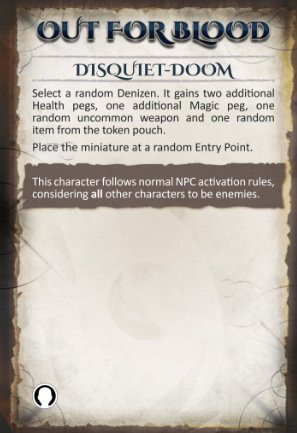 OUT FOR BLOOD
DISQUIET-DOOM
Select a random Denizen. It gains two additional
Health pegs, one additional Magic peg, one
random uncommon weapon and one random
item from the token pouch.
Place the miniature at a random Entry Point.
This character follows normal NPC activation rules,
considering all other characters to be enemies.